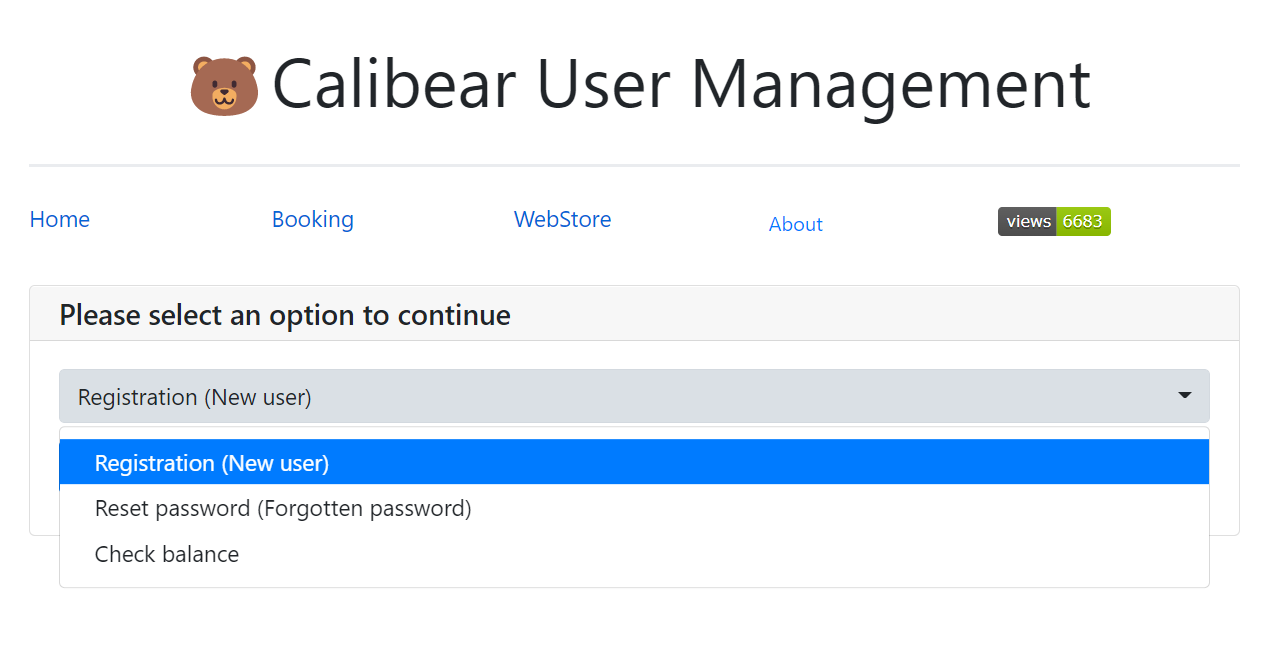 Calibear User Management
Home Booking WebStore About views 6683
Please select an option to continue
Registration (New user)
Registration (New user)
Reset password (Forgotten password)
Check balance